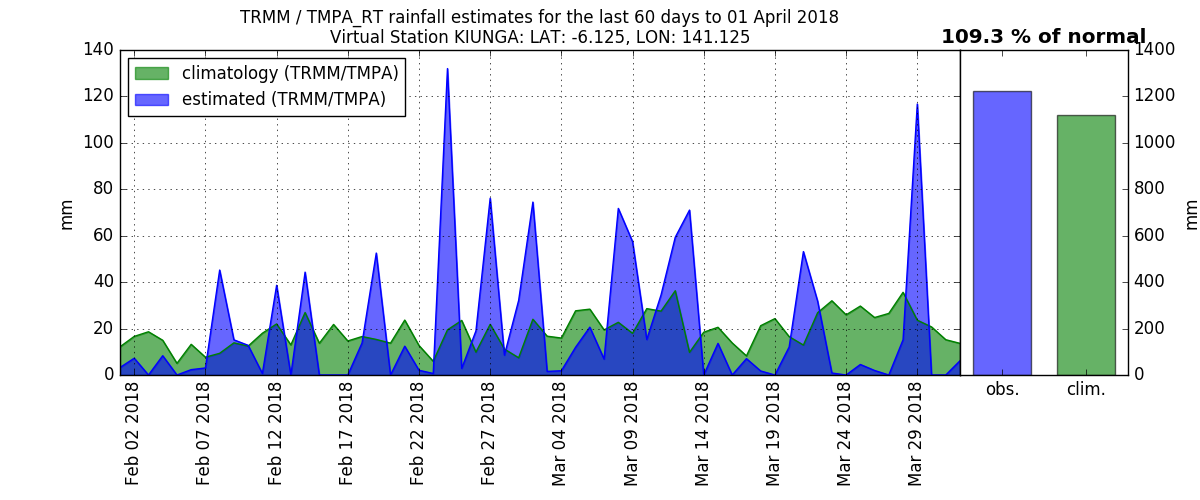 TRMM / TMPA_RT rainfall estimates for the last 60 days to 01 April 2018
Virtual Station KIUNGA: LAT: -6.125, LON: 141.125
109.3 % of normal
climatology (TRMM/TMPA)
estimated (TRMM/TMPA)
mm
140
120
100
80
60
40
20
0
Feb 02 2018
Feb 07 2018
Feb 12 2018
Feb 17 2018
Feb 22 2018
Feb 27 2018
Mar 04 2018
Mar 09 2018
Mar 14 2018
Mar 19 2018
Mar 24 2018
Mar 29 2018
obs.
clim.
1400
1200
1000
800
600
400
200
0
mm